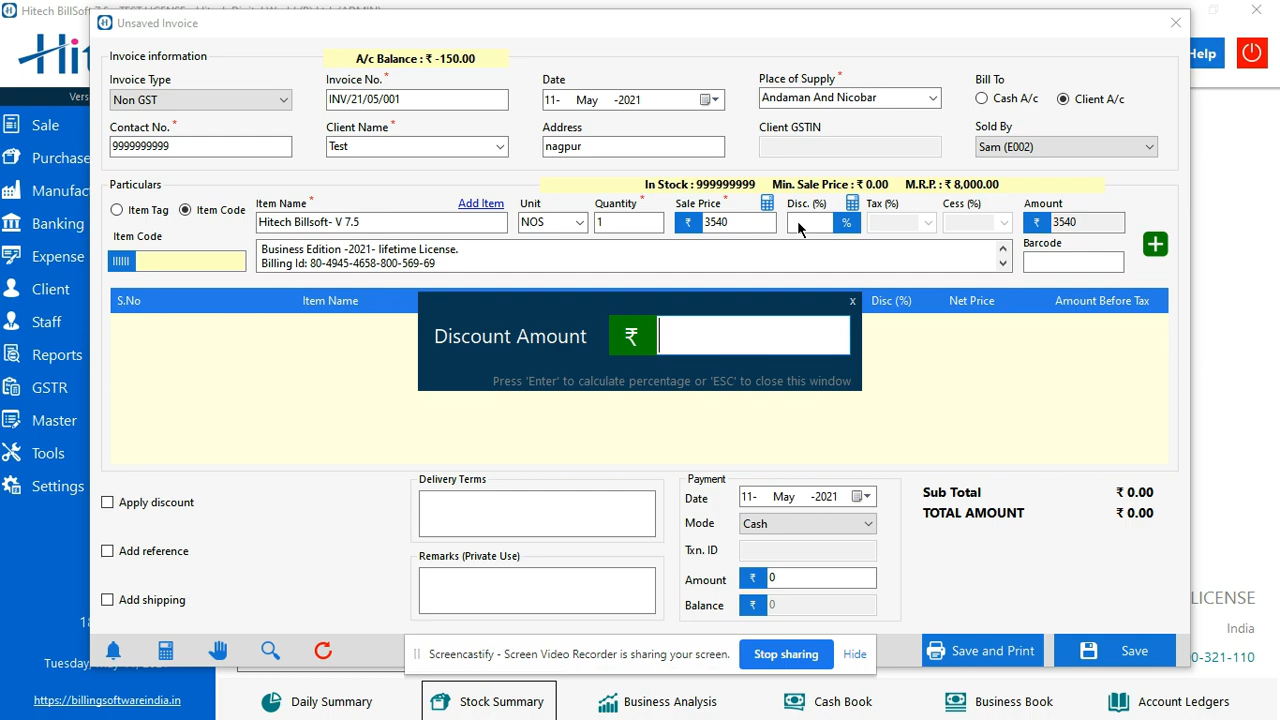 Unsaved Invoice
Invoice information
A/c Balance : ₹ -150.00
Invoice Type
Invoice No. *
Date
Place of Supply *
Bill To
Non GST
INV/21/05/001
11- May -2021
Andaman And Nicobar
Cash A/c
Client A/c
Contact No. *
Client Name *
Address
Client GSTIN
Sold By
9999999999
Test
nagpur
Sam (E002)
Particulars
In Stock : 999999999 Min. Sale Price : ₹ 0.00 M.R.P. : ₹ 8,000.00
Item Tag
Item Code
Item Name *
Add Item
Unit
Quantity *
Sale Price *
Disc. (%)
Tax (%)
Cess (%)
Amount
Hitech Billsoft- V 7.5
NOS
1
₹ 3540
%
₹ 3540
Item Code
Business Edition -2021- lifetime License.
Billing Id: 80-4945-4658-800-569-69
Barcode
S.No
Item Name
Disc (%)
Net Price
Amount Before Tax
x
Discount Amount ₹
Press 'Enter' to calculate percentage or 'ESC' to close this window
Apply discount
Add reference
Add shipping
Delivery Terms
Remarks (Private Use)
Payment
Date 11- May -2021
Mode Cash
Txn. ID
Amount ₹ 0
Balance ₹ 0
Sub Total ₹ 0.00
TOTAL AMOUNT ₹ 0.00
Save and Print
Save
Screencastify - Screen Video Recorder is sharing your screen.
Stop sharing
Hide
Help
Sale
Purchase
Banking
Expense
Client
Staff
Reports
GSTR
Master
Tools
Settings
LICENSE
India
0-321-110
https://billingsoftwareindia.in
Daily Summary
Stock Summary
Business Analysis
Cash Book
Business Book
Account Ledgers